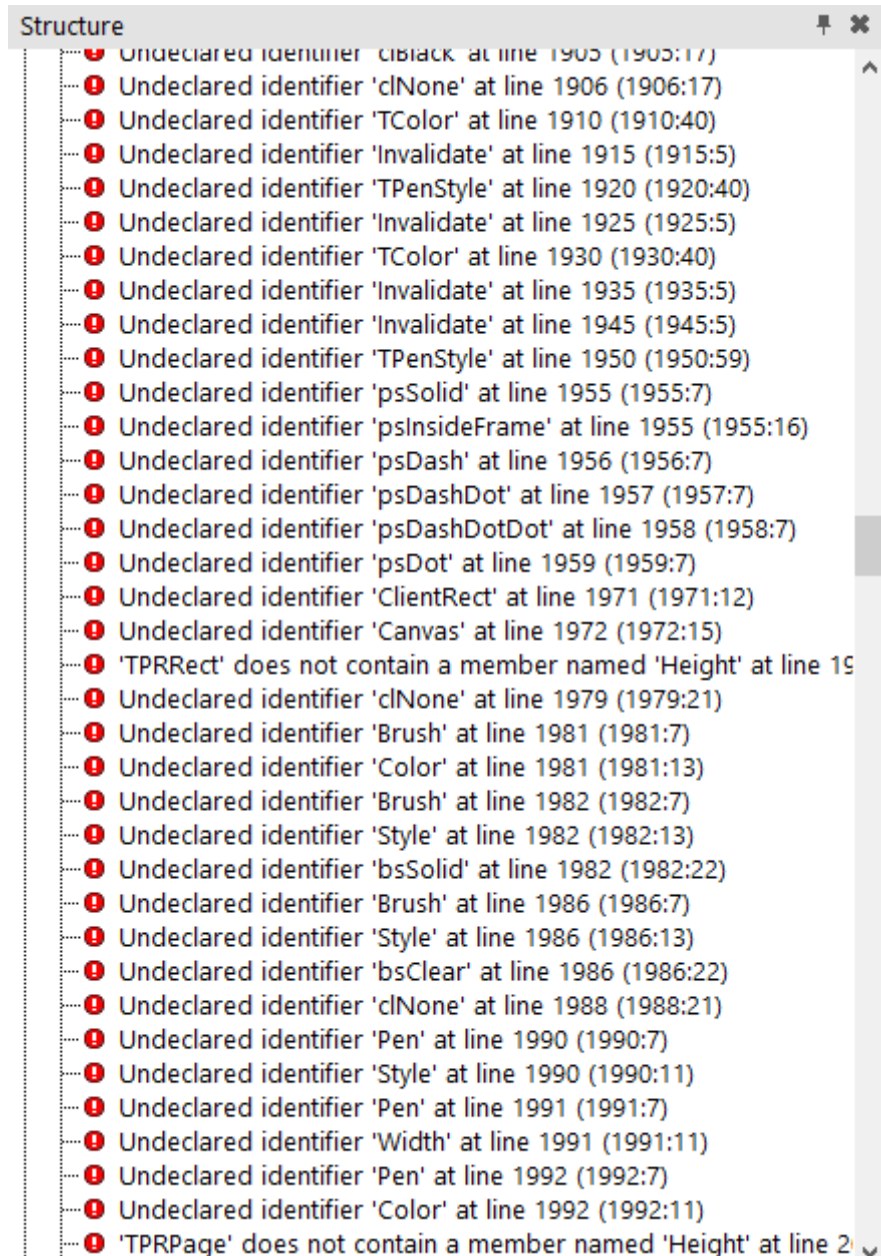 Structure
Undeclared identifier 'clBlack' at line 1905 (1905:17)
Undeclared identifier 'clNone' at line 1906 (1906:17)
Undeclared identifier 'TColor' at line 1910 (1910:40)
Undeclared identifier 'Invalidate' at line 1915 (1915:5)
Undeclared identifier 'TPenStyle' at line 1920 (1920:40)
Undeclared identifier 'Invalidate' at line 1925 (1925:5)
Undeclared identifier 'TColor' at line 1930 (1930:40)
Undeclared identifier 'Invalidate' at line 1935 (1935:5)
Undeclared identifier 'Invalidate' at line 1945 (1945:5)
Undeclared identifier 'TPenStyle' at line 1950 (1950:59)
Undeclared identifier 'psSolid' at line 1955 (1955:7)
Undeclared identifier 'psInsideFrame' at line 1955 (1955:16)
Undeclared identifier 'psDash' at line 1956 (1956:7)
Undeclared identifier 'psDashDot' at line 1957 (1957:7)
Undeclared identifier 'psDashDotDot' at line 1958 (1958:7)
Undeclared identifier 'psDot' at line 1959 (1959:7)
Undeclared identifier 'ClientRect' at line 1971 (1971:12)
Undeclared identifier 'Canvas' at line 1972 (1972:15)
'TPRRect' does not contain a member named 'Height' at line 19
Undeclared identifier 'clNone' at line 1979 (1979:21)
Undeclared identifier 'Brush' at line 1981 (1981:7)
Undeclared identifier 'Color' at line 1981 (1981:13)
Undeclared identifier 'Brush' at line 1982 (1982:7)
Undeclared identifier 'Style' at line 1982 (1982:13)
Undeclared identifier 'bsSolid' at line 1982 (1982:22)
Undeclared identifier 'Brush' at line 1986 (1986:7)
Undeclared identifier 'Style' at line 1986 (1986:13)
Undeclared identifier 'bsClear' at line 1986 (1986:22)
Undeclared identifier 'clNone' at line 1988 (1988:21)
Undeclared identifier 'Pen' at line 1990 (1990:7)
Undeclared identifier 'Style' at line 1990 (1990:11)
Undeclared identifier 'Pen' at line 1991 (1991:7)
Undeclared identifier 'Width' at line 1991 (1991:11)
Undeclared identifier 'Pen' at line 1992 (1992:7)
Undeclared identifier 'Color' at line 1992 (1992:11)
'TPRPage' does not contain a member named 'Height' at line 2